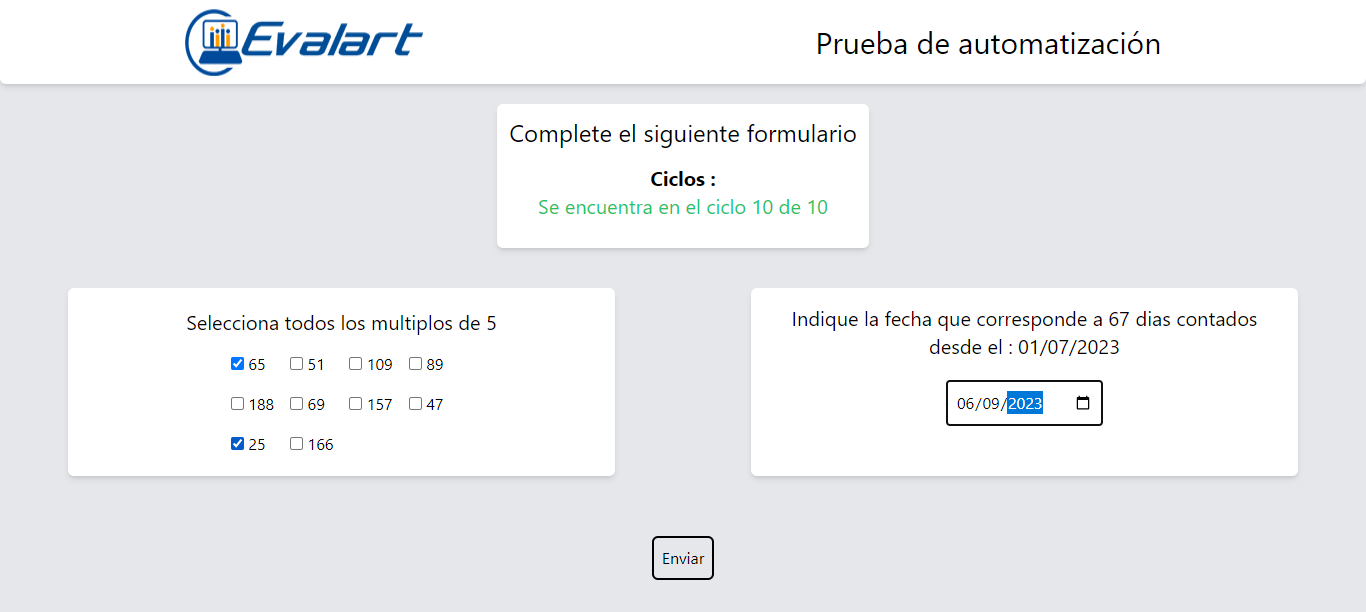 Evalart
Prueba de automatización
Complete el siguiente formulario
Ciclos :
Se encuentra en el ciclo 10 de 10
Selecciona todos los multiplos de 5
65 51 109 89
188 69 157 47
25 166
Indique la fecha que corresponde a 67 dias contados
desde el : 01/07/2023
06/09/2023
Enviar